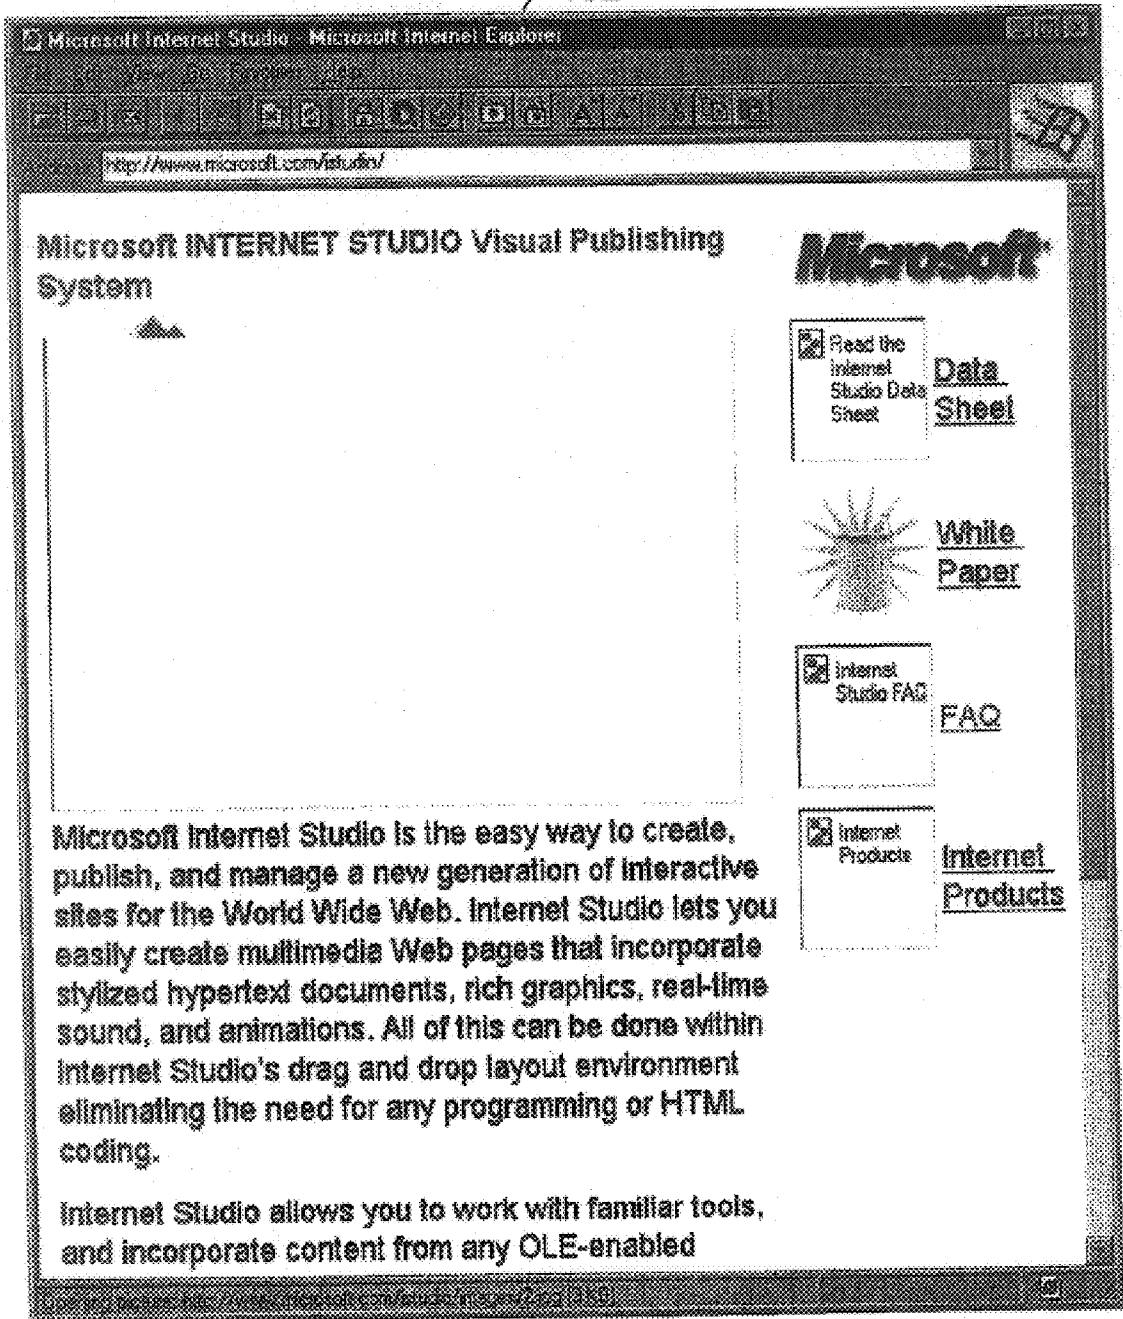 Microsoft Internet Studio - Microsoft Internet Explorer
View Go Favorites Help
http://www.microsoft.com/istudio/
Microsoft INTERNET STUDIO Visual Publishing
System
Microsoft
Read the
Internet
Studio Data
Sheet
Data
Sheet
White
Paper
Internet
Studio FAQ
FAQ
Internet
Products
Internet
Products
Microsoft Internet Studio is the easy way to create,
publish, and manage a new generation of interactive
sites for the World Wide Web. Internet Studio lets you
easily create multimedia Web pages that incorporate
stylized hypertext documents, rich graphics, real-time
sound, and animations. All of this can be done within
Internet Studio's drag and drop layout environment
eliminating the need for any programming or HTML
coding.
Internet Studio allows you to work with familiar tools,
and incorporate content from any OLE-enabled